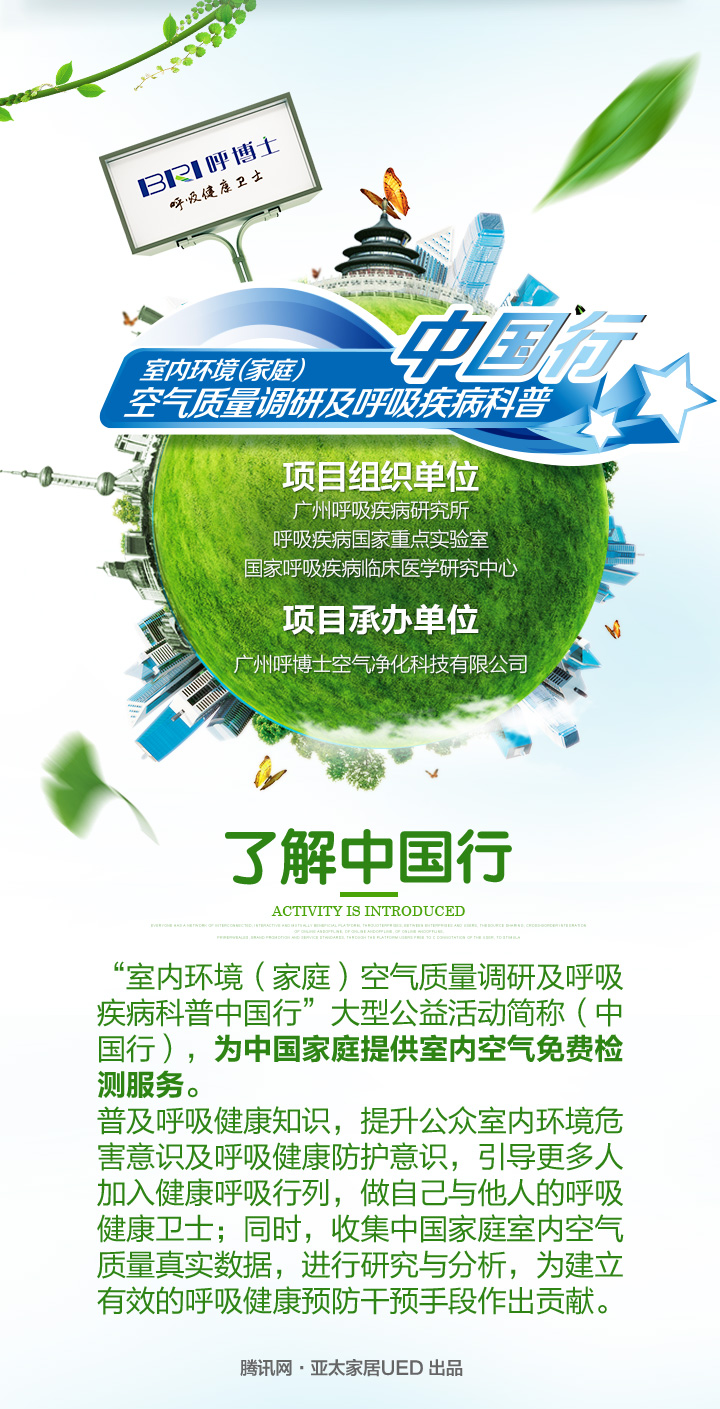 BRI 呼博士
呼吸健康卫士
中国行
室内环境(家庭)
空气质量调研及呼吸疾病科普
项目组织单位
广州呼吸疾病研究所
呼吸疾病国家重点实验室
国家呼吸疾病临床医学研究中心
项目承办单位
广州呼博士空气净化科技有限公司
了解中国行
ACTIVITY IS INTRODUCED
“室内环境（家庭）空气质量调研及呼吸
疾病科普中国行”大型公益活动简称（中
国行），为中国家庭提供室内空气免费检
测服务。
普及呼吸健康知识，提升公众室内环境危
害意识及呼吸健康防护意识，引导更多人
加入健康呼吸行列，做自己与他人的呼吸
健康卫士；同时，收集中国家庭室内空气
质量真实数据，进行研究与分析，为建立
有效的呼吸健康预防干预手段作出贡献。
腾讯网·亚太家居UED 出品